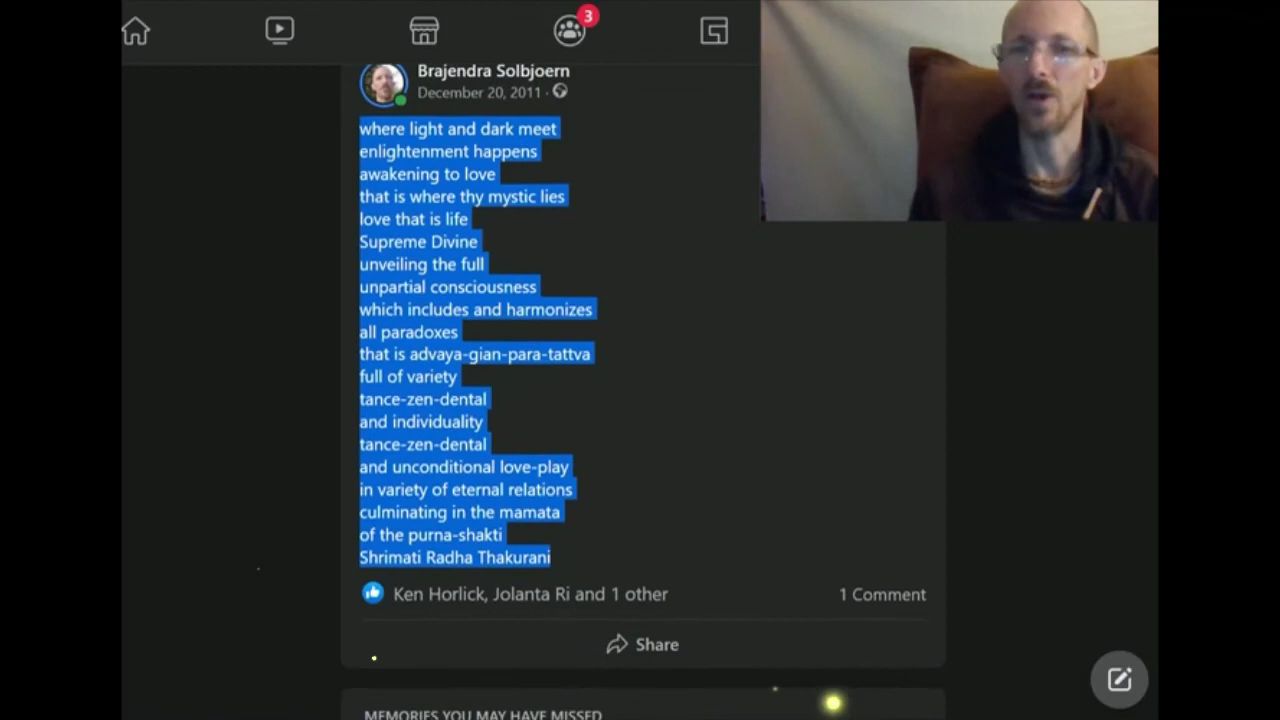 3
Brajendra Solbjoern
December 20, 2011 ·
where light and dark meet
enlightenment happens
awakening to love
that is where thy mystic lies
love that is life
Supreme Divine
unveiling the full
unpartial consciousness
which includes and harmonizes
all paradoxes
that is advaya-gian-para-tattva
full of variety
tance-zen-dental
and individuality
tance-zen-dental
and unconditional love-play
in variety of eternal relations
culminating in the mamata
of the purna-shakti
Shrimati Radha Thakurani
Ken Horlick, Jolanta Ri and 1 other 1 Comment
Share
MEMORIES YOU MAY HAVE MISSED